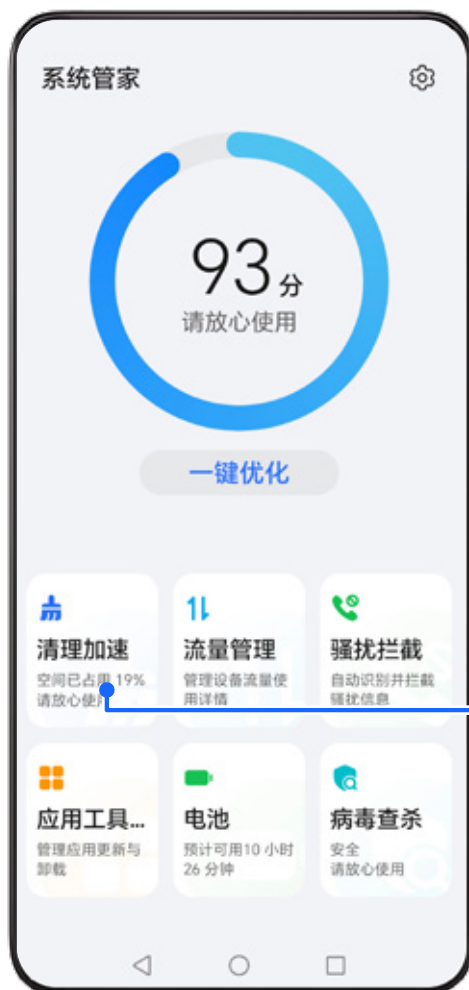 系统管家
93 分
请放心使用
一键优化
清理加速
空间已占用 19%
请放心使
流量管理
管理设备流量使
用详情
骚扰拦截
自动识别并拦截
骚扰信息
应用工具...
管理应用更新与
卸载
电池
预计可用10 小时
26 分钟
病毒查杀
安全
请放心使用